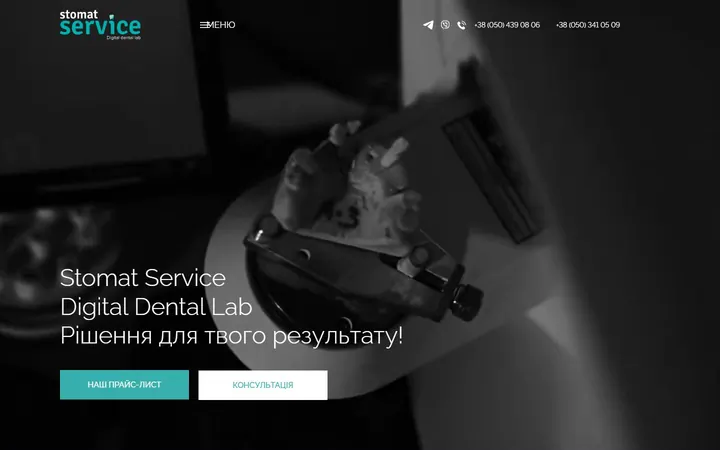 stomat
service
Digital dental lab
МЕНЮ
+38 (050) 439 08 06
+38 (050) 341 05 09
Stomat Service
Digital Dental Lab
Рішення для твого результату!
НАШ ПРАЙС-ЛИСТ
КОНСУЛЬТАЦІЯ